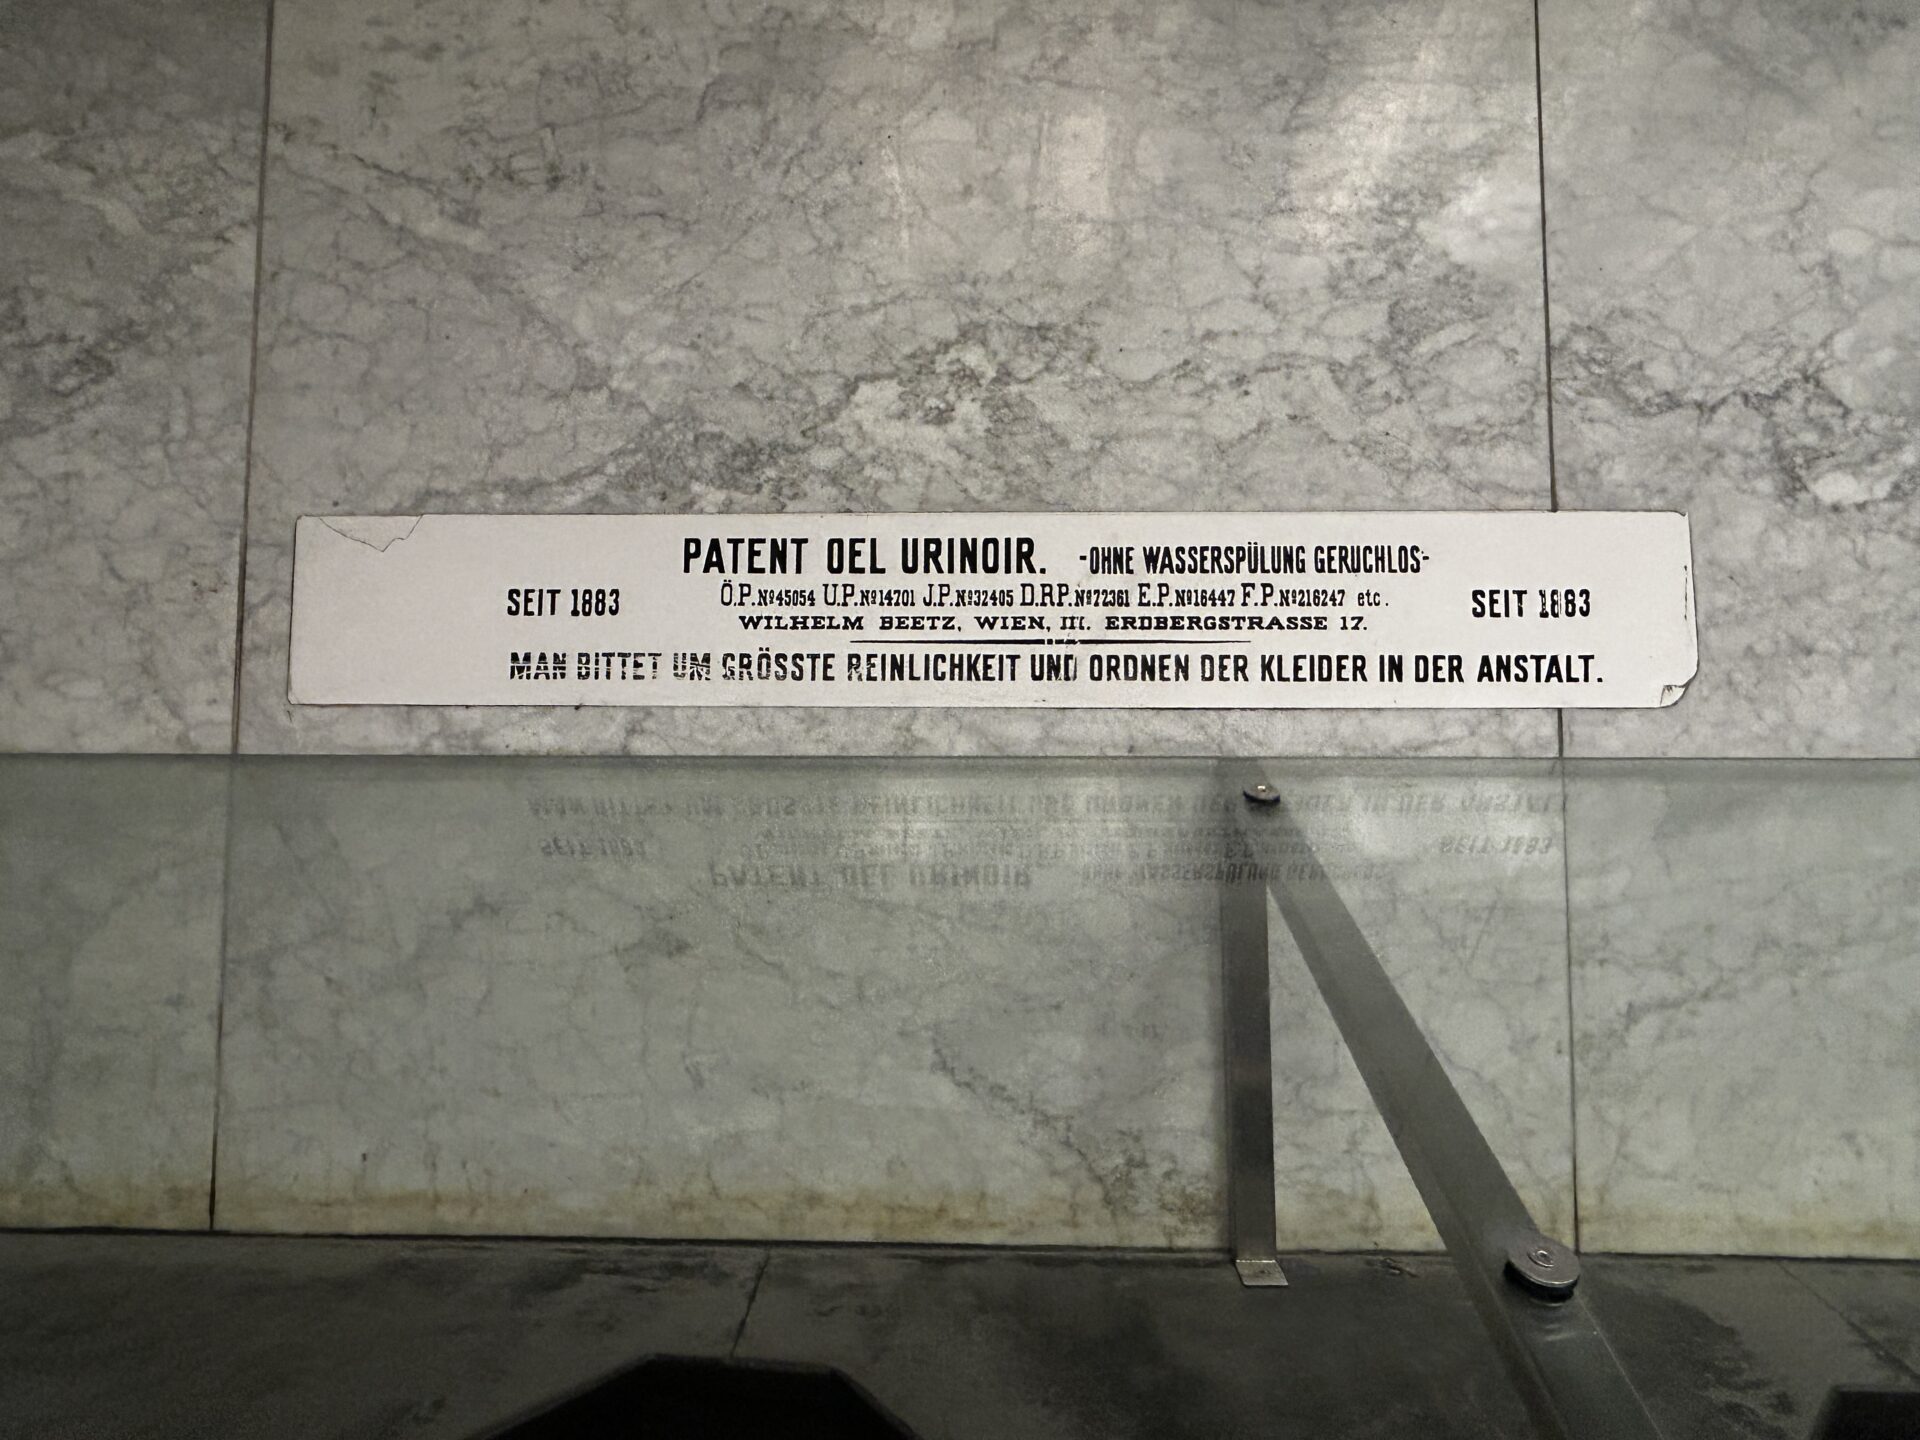 PATENT OEL URINOIR. -OHNE WASSERSPÜLUNG GERUCHLOS-
SEIT 1883 Ö.P.№45054 U.P.№14701 J.P.№32405 D.R.P.№72361 E.P.№16447 F.P.№216247 etc. SEIT 1883
WILHELM BEETZ, WIEN, III. ERDBERGSTRASSE 17.
MAN BITTET UM GRÖSSTE REINLICHKEIT UND ORDNEN DER KLEIDER IN DER ANSTALT.